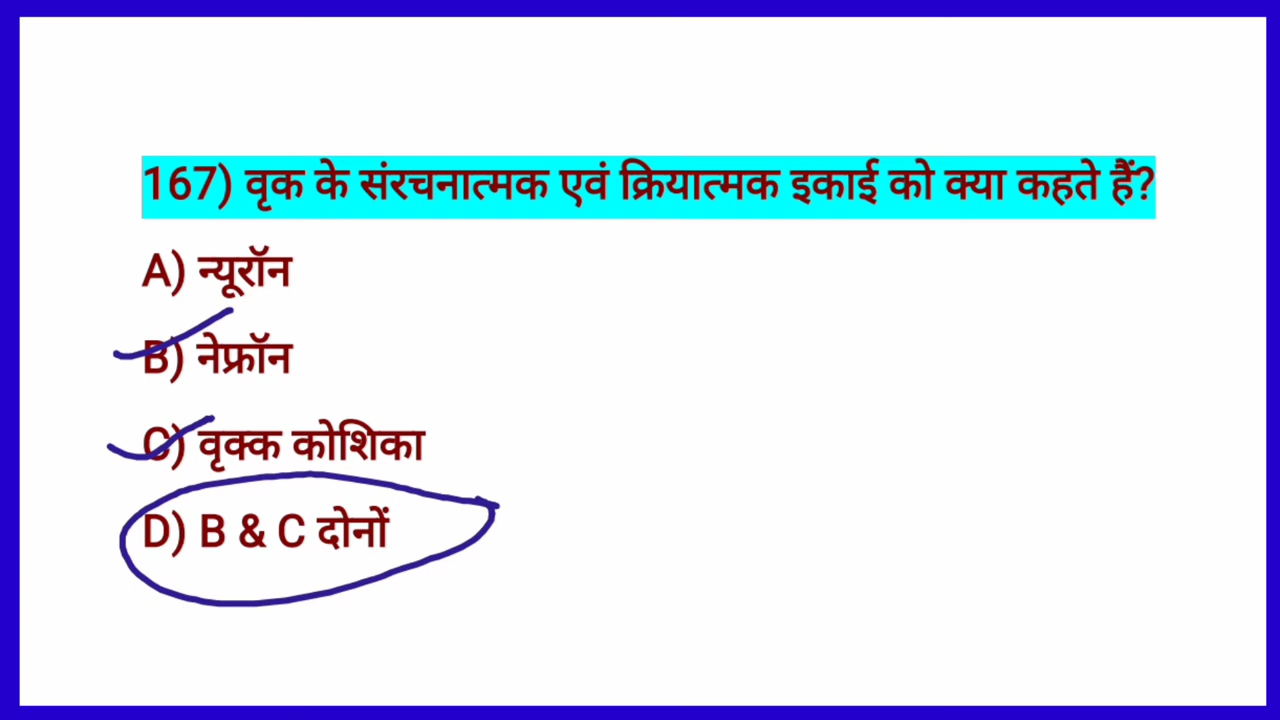 167) वृक के संरचनात्मक एवं क्रियात्मक इकाई को क्या कहते हैं?
A) न्यूरॉन
B) नेफ्रॉन
C) वृक्क कोशिका
D) B & C दोनों